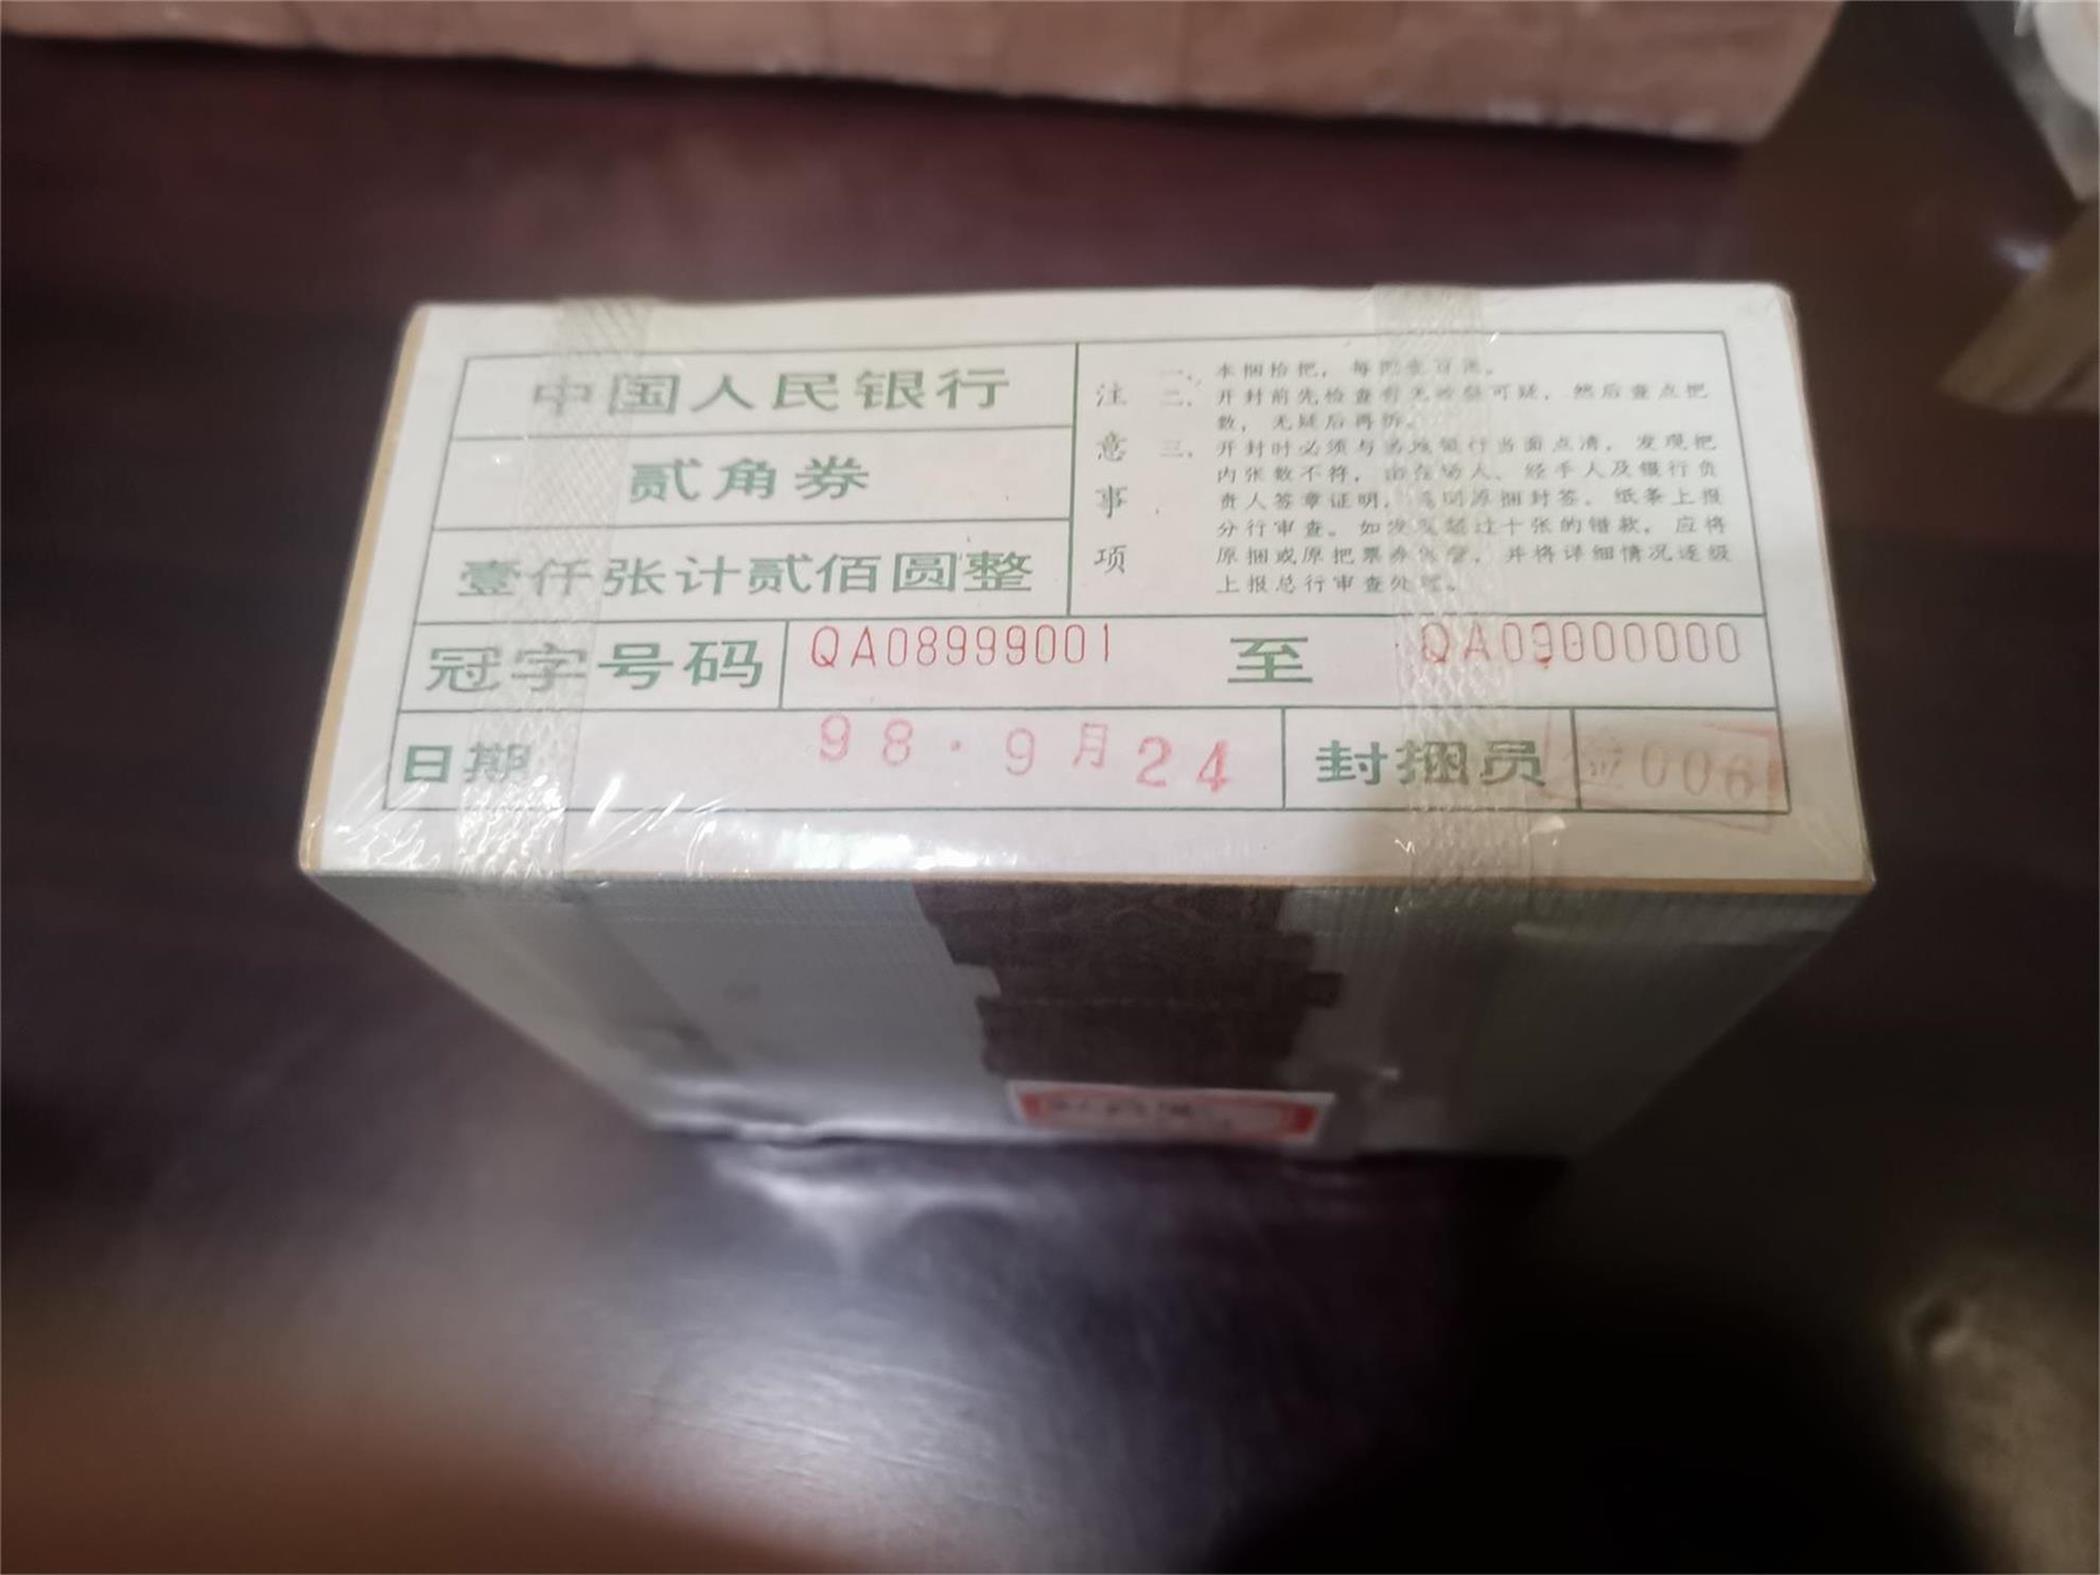 中国人民银行
贰角券
壹仟张计贰佰圆整
注意事项
一、本捆拾把，每把壹百张。
二、开封前先检查有无可疑，然后查点把
数，无疑后再拆。
三、开封时必须与当地银行当面点清，发现把
内张数不符，由在场人、经手人及银行负
责人签章证明，原捆封签、纸条上报
分行审查。如发现超过十张的错款，应将
原捆或原把票券，并将详细情况逐级
上报总行审查处理。
冠字号码 QA08999001 至 QA09000000
日期 98·9月24 封捆员 006